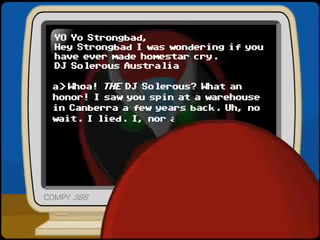 YO Yo Strongbad,
Hey Strongbad I was wondering if you
have ever made homestar cry.
DJ Solerous Australia
a> Whoa! THE DJ Solerous? What an
honor! I saw you spin at a warehouse
in Canberra a few years back. Uh, no
wait. I lied. I, nor a
COMPY 386